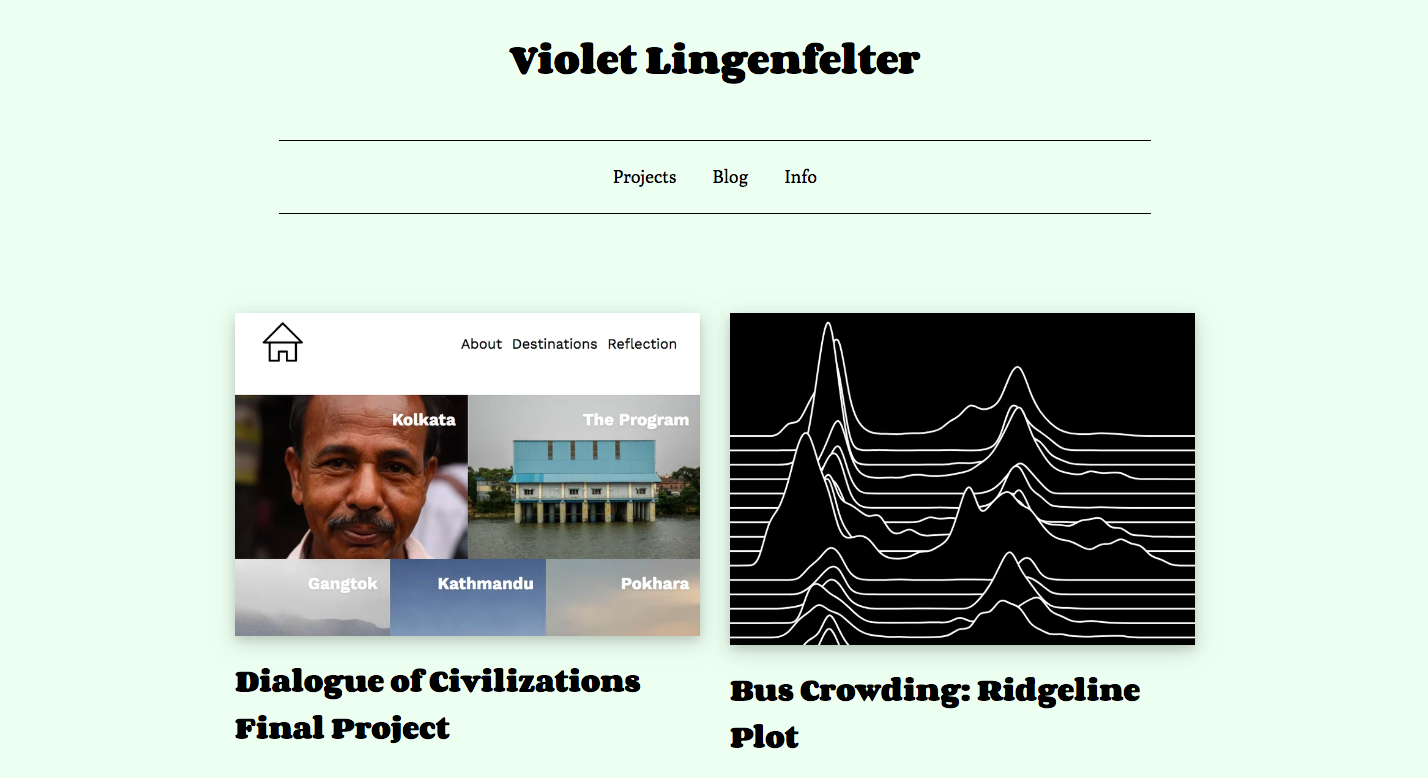 Violet Lingenfelter
Projects Blog Info
About Destinations Reflection
Kolkata
The Program
Gangtok
Kathmandu
Pokhara
Dialogue of Civilizations
Final Project
Bus Crowding: Ridgeline
Plot